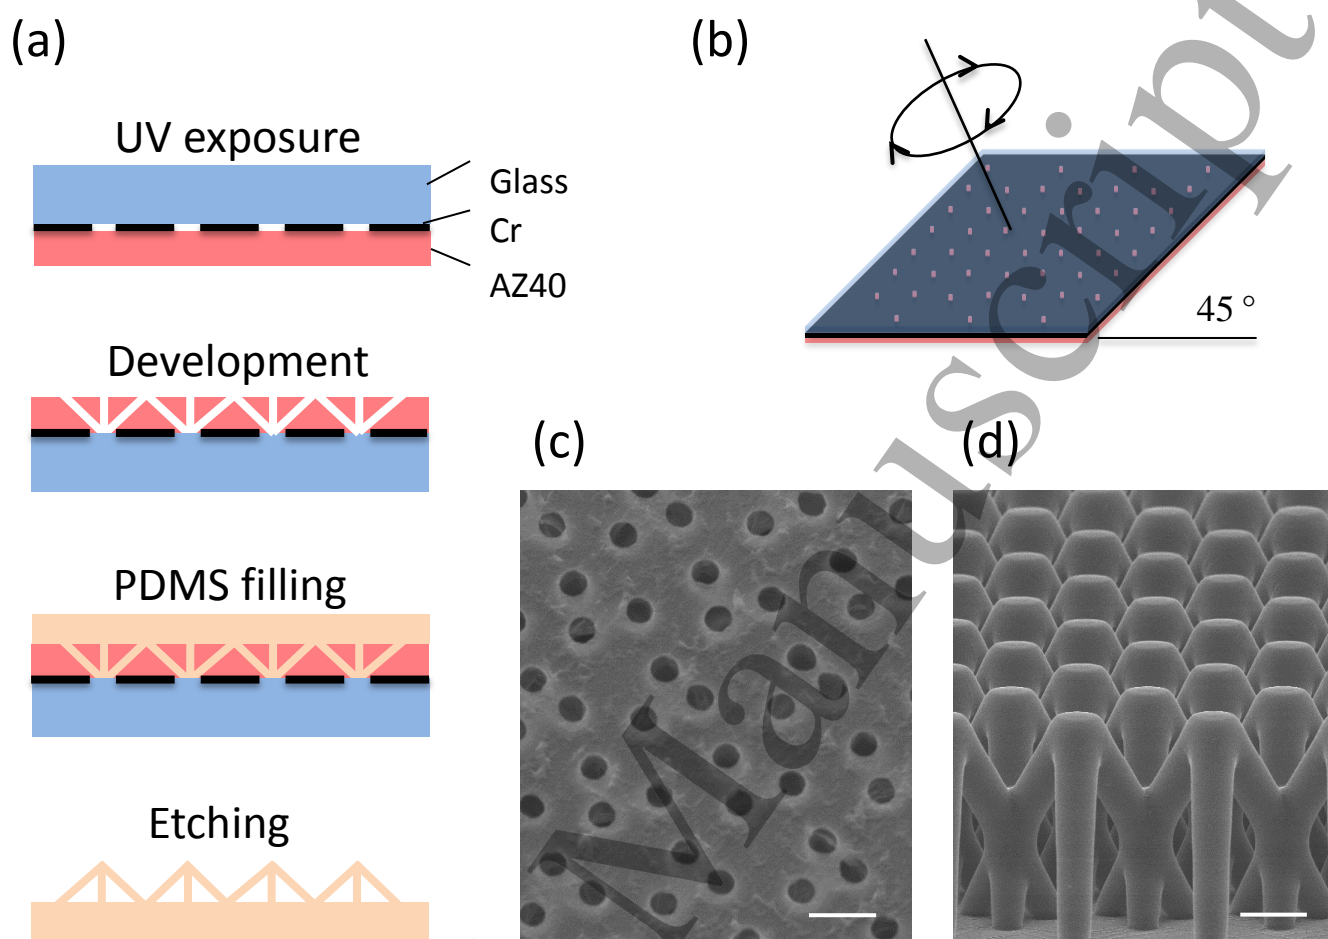 (a)
UV exposure
Glass
Cr
AZ40
Development
PDMS filling
Etching
(b)
45 °
(c)
(d)
Manuscript